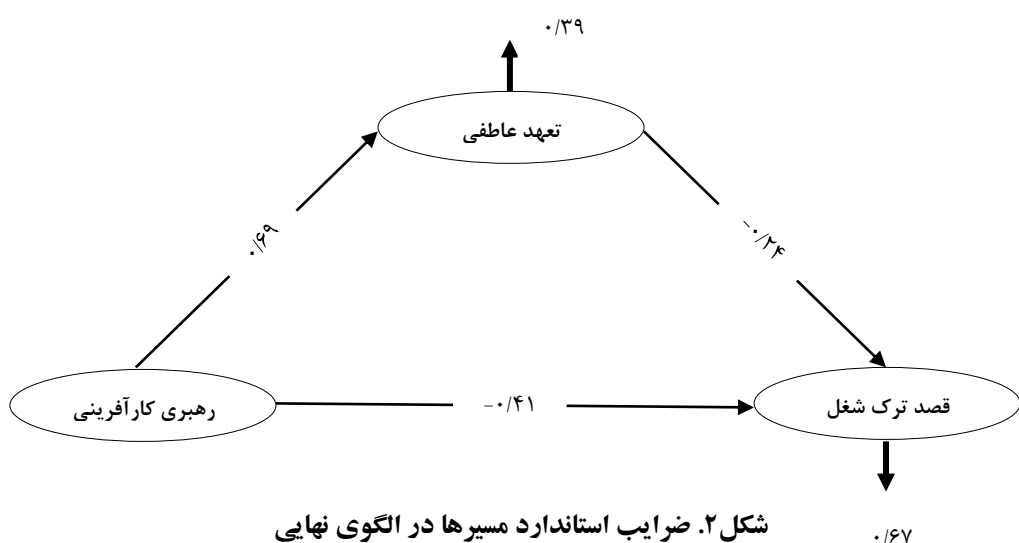 ۰/۳۹
تعهد عاطفی
۰/۶۹
-۰/۲۴
رهبری کارآفرینی
-۰/۴۱
قصد ترک شغل
شکل۲. ضرایب استاندارد مسیرها در الگوی نهایی
۰/۶۷